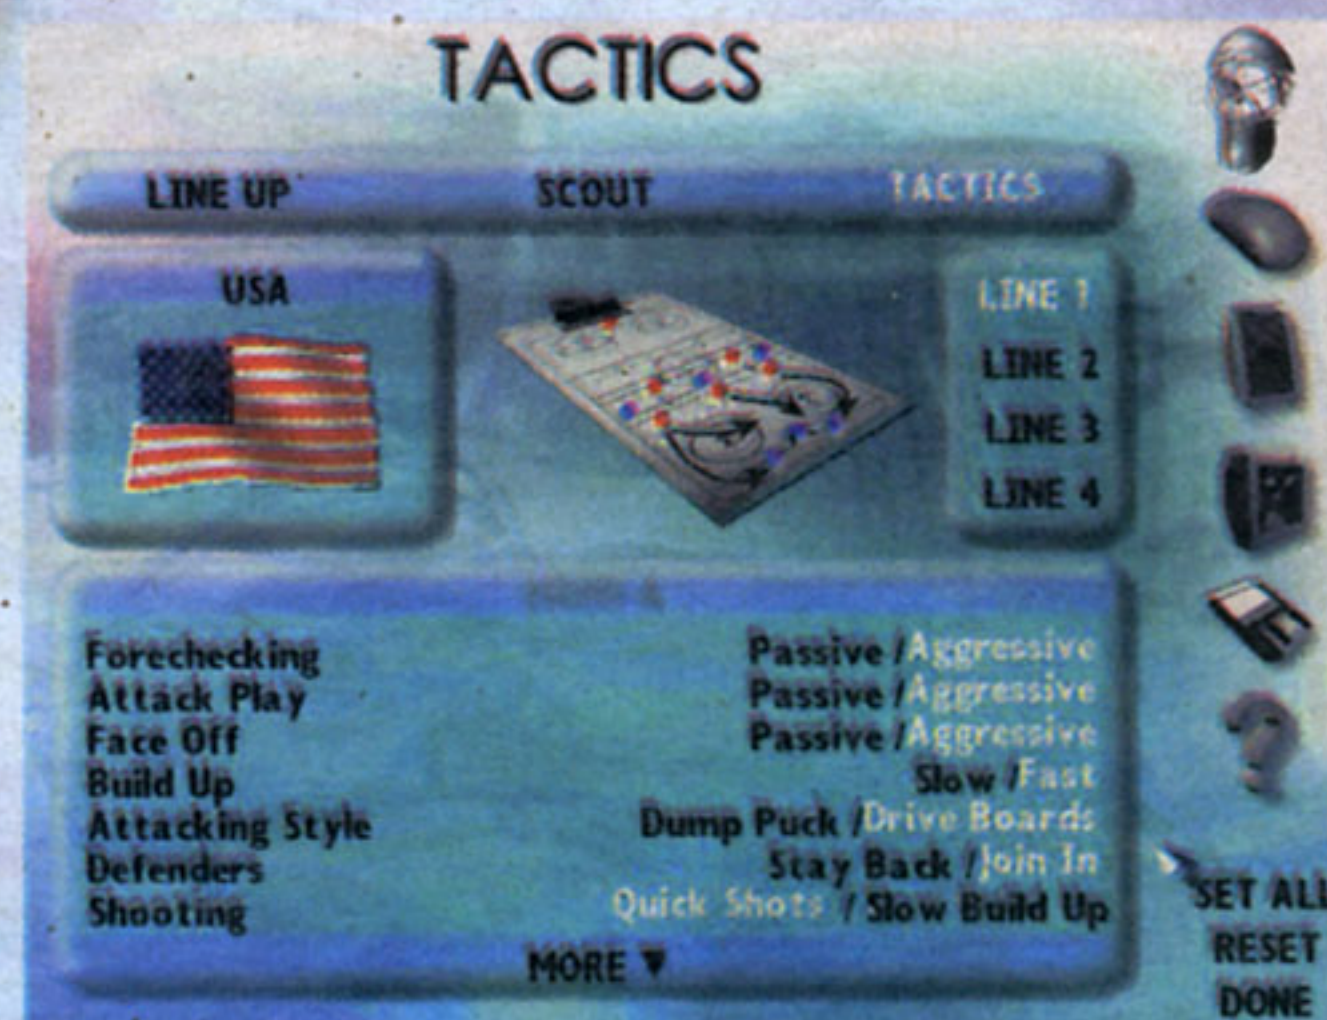 TACTICS
LINE UP SCOUT TACTICS
USA
LINE 1
LINE 2
LINE 3
LINE 4
Forechecking Passive / Aggressive
Attack Play Passive / Aggressive
Face Off Passive / Aggressive
Build Up Slow / Fast
Attacking Style Dump Puck / Drive Boards
Defenders Stay Back / Join In
Shooting Quick Shots / Slow Build Up
MORE ▼
SET ALL
RESET
DONE